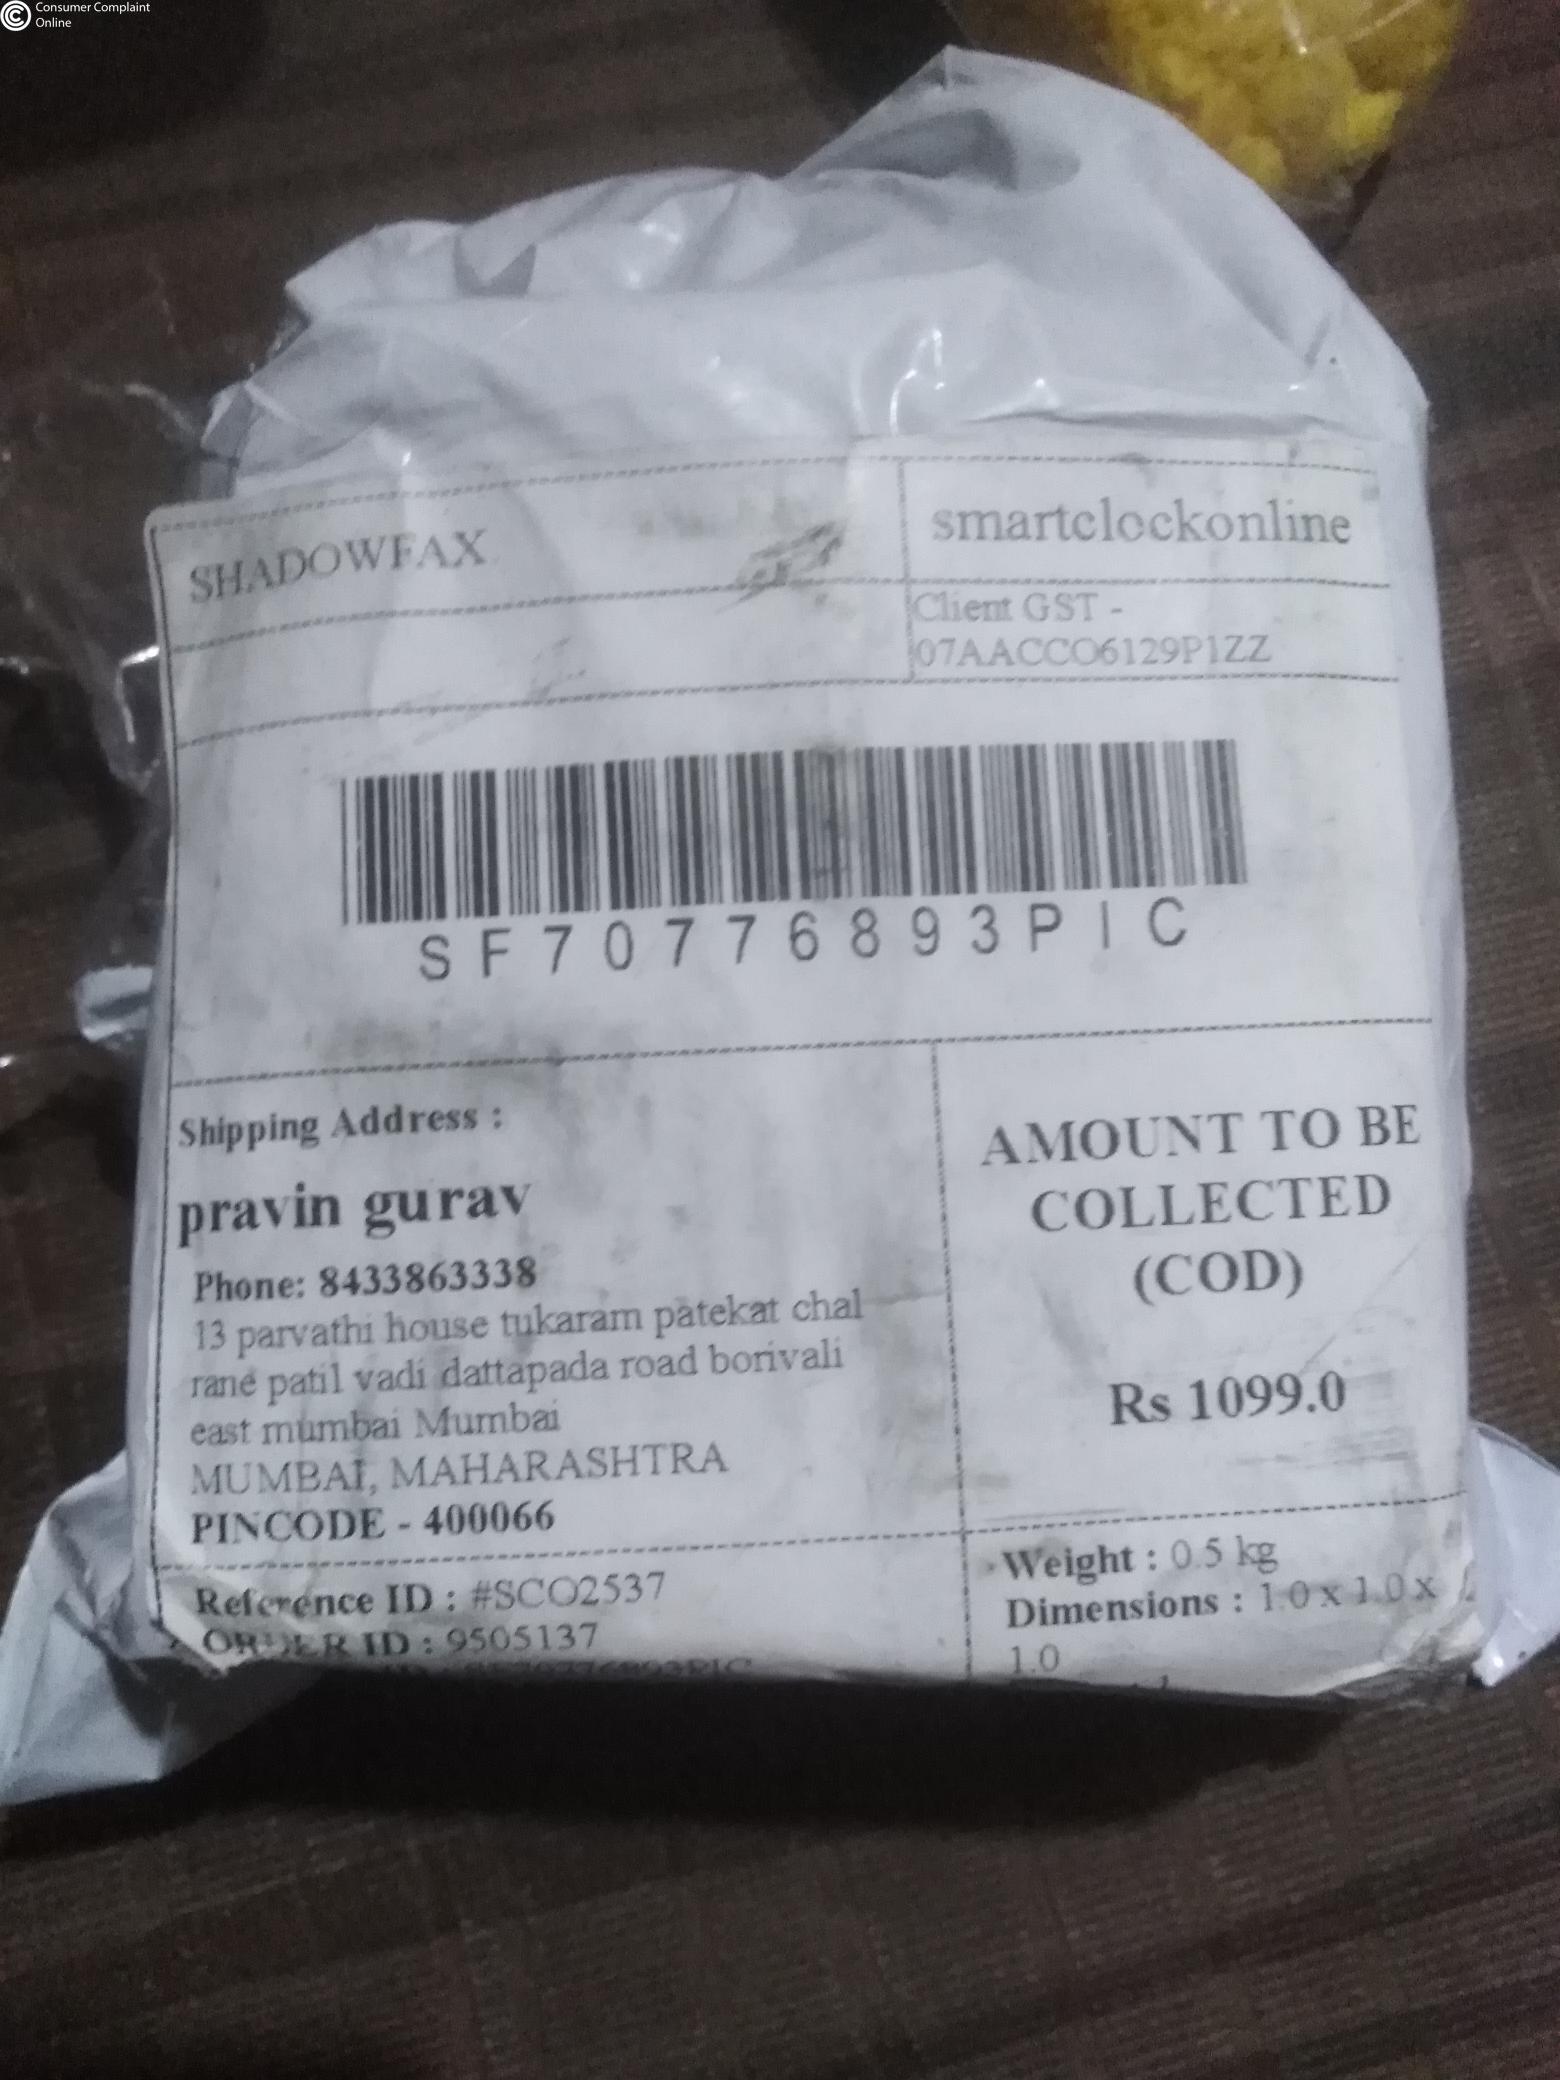 Consumer Complaint
Online
SHADOWFAX
smartclockonline
Client GST -
07AACCO6129P1ZZ
SF70776893PIC
Shipping Address :
pravin gurav
Phone: 8433863338
13 parvathi house tukaram patekat chal
rane patil vadi dattapada road borivali
east mumbai Mumbai
MUMBAI, MAHARASHTRA
PINCODE - 400066
AMOUNT TO BE
COLLECTED
(COD)
Rs 1099.0
Reference ID : #SCO2537
ORDER ID : 9505137
SF70776893PIC
Weight : 0.5 kg
Dimensions : 1.0 x 1.0 x
1.0